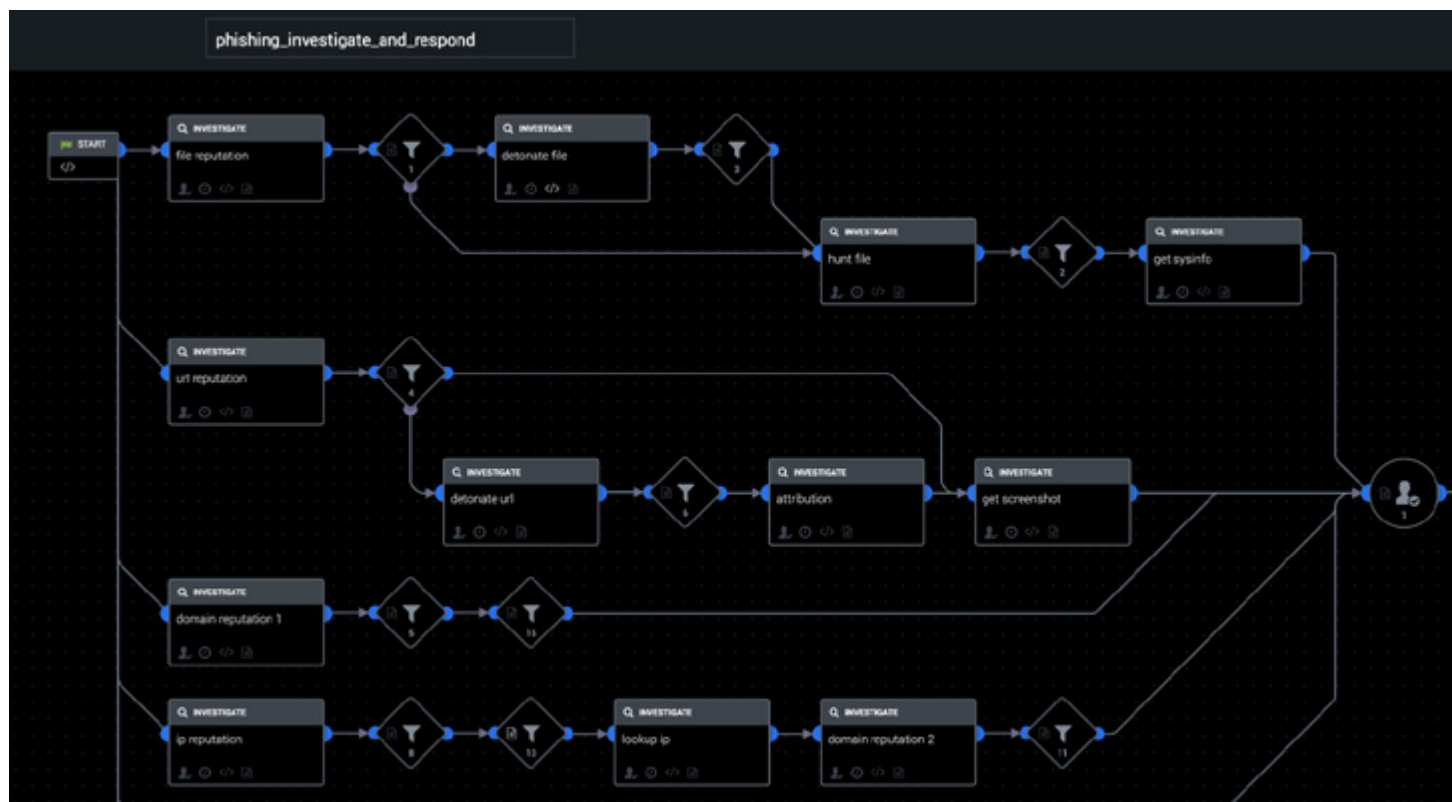 phishing_investigate_and_respond
START
</>
INVESTIGATE
file reputation
1
INVESTIGATE
detonate file
3
INVESTIGATE
hunt file
2
INVESTIGATE
get sysinfo
INVESTIGATE
url reputation
4
INVESTIGATE
detonate url
6
INVESTIGATE
attribution
INVESTIGATE
get screenshot
1
INVESTIGATE
domain reputation 1
5
16
INVESTIGATE
ip reputation
8
13
INVESTIGATE
lookup ip
INVESTIGATE
domain reputation 2
11